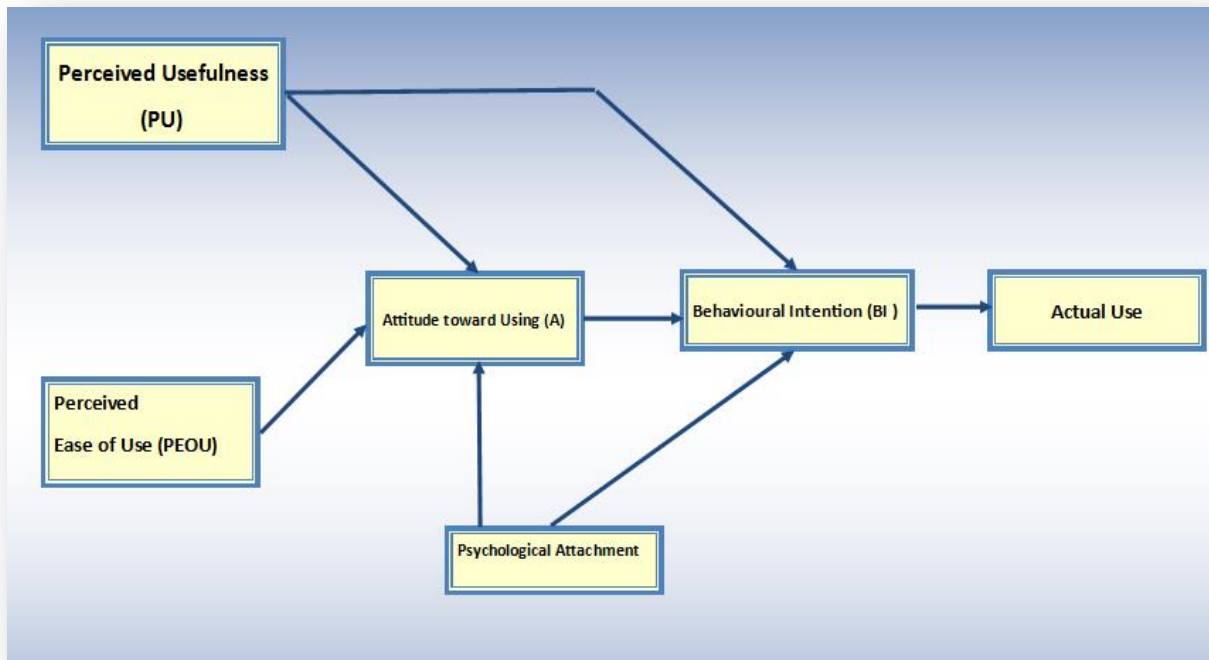 Perceived Usefulness
(PU)
Attitude toward Using (A)
Behavioural Intention (BI )
Actual Use
Perceived
Ease of Use (PEOU)
Psychological Attachment